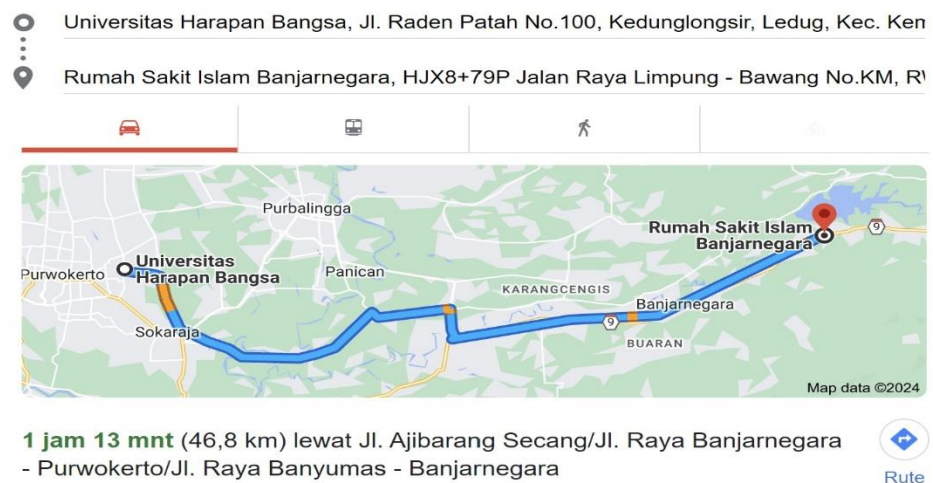 Universitas Harapan Bangsa, Jl. Raden Patah No.100, Kedunglongsir, Ledug, Kec. Kem
Rumah Sakit Islam Banjarnegara, HJX8+79P Jalan Raya Limpung - Bawang No.KM, R
Purbalingga
Rumah Sakit Islam
Banjarnegara
9
Universitas
Harapan Bangsa
Purwokerto
Panican
KARANGCENGIS
Banjarnegara
Sokaraja
9
BUARAN
Map data ©2024
1 jam 13 mnt (46,8 km) lewat Jl. Ajibarang Secang/Jl. Raya Banjarnegara
- Purwokerto/Jl. Raya Banyumas - Banjarnegara
Rute